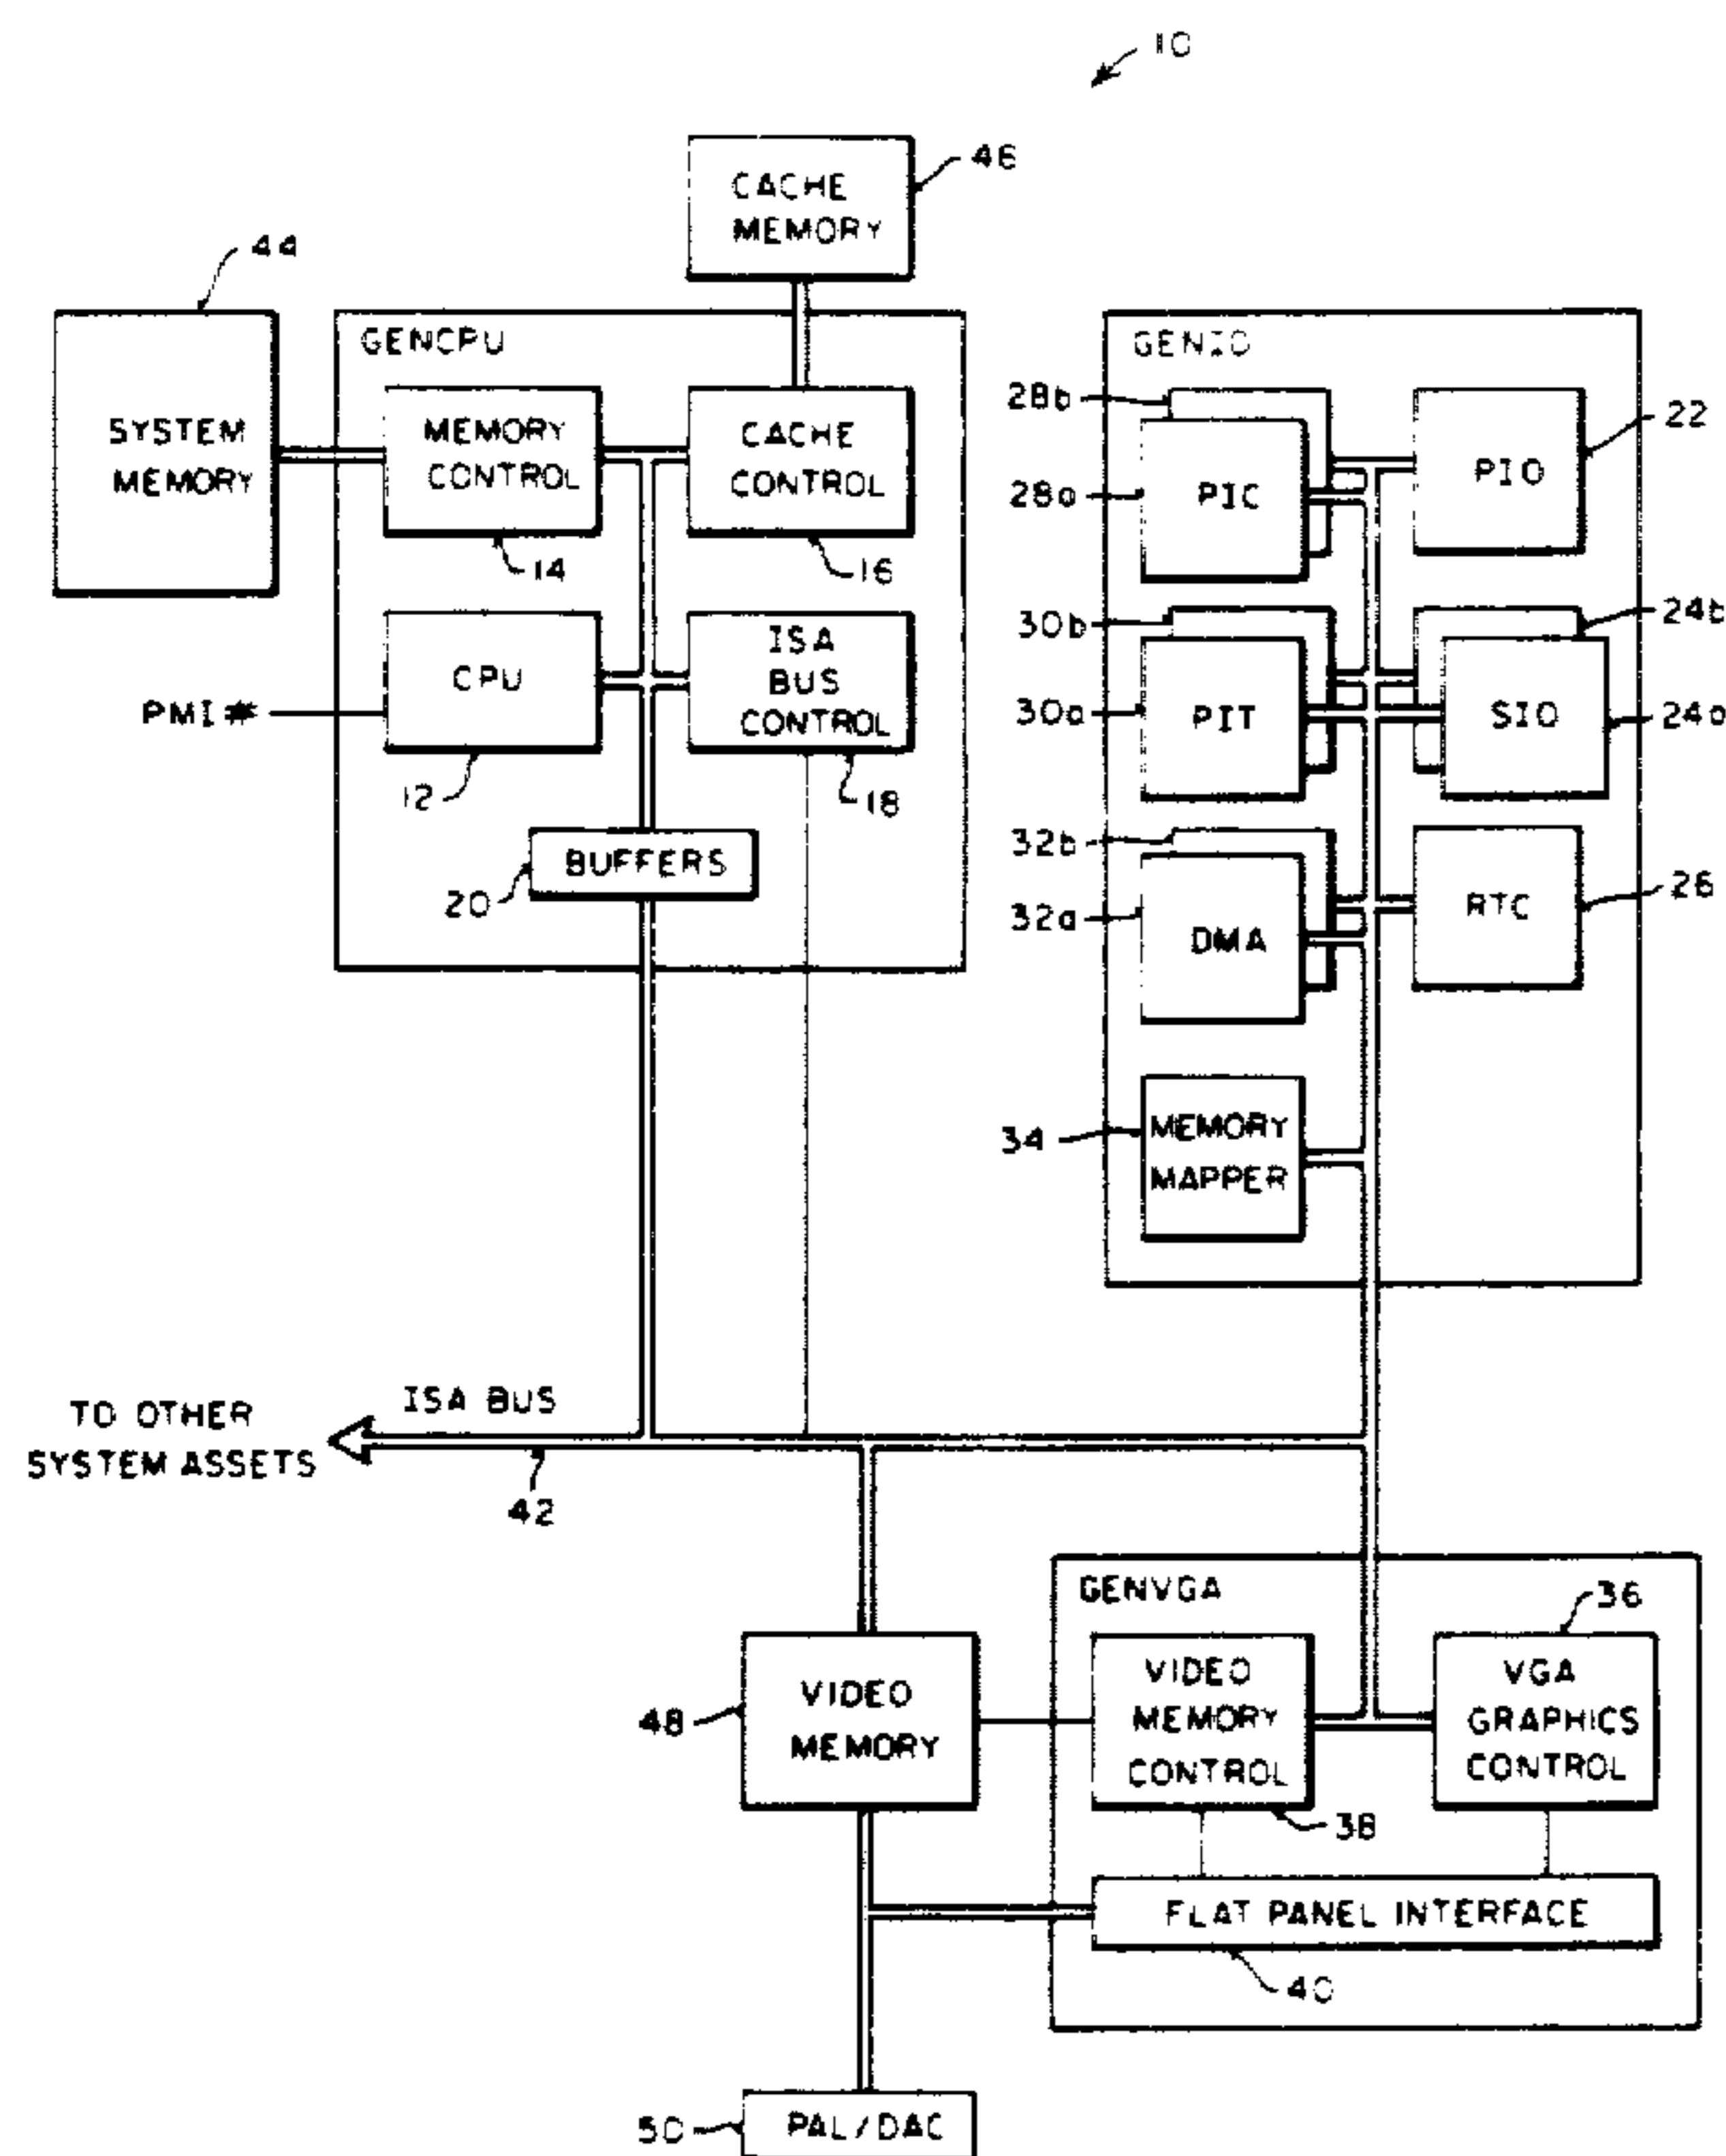 10
CACHE
MEMORY
46
44
SYSTEM
MEMORY
GENCPU
MEMORY
CONTROL
14
CACHE
CONTROL
16
CPU
PMI#
12
ISA
BUS
CONTROL
18
BUFFERS
20
GENIO
28b
28a
PIC
PIO
22
30b
30a
PIT
24b
SIO
24a
32b
32a
DMA
RTC
26
34
MEMORY
MAPPER
TO OTHER
SYSTEM ASSETS
ISA BUS
42
GENVGA
48
VIDEO
MEMORY
VIDEO
MEMORY
CONTROL
38
36
VGA
GRAPHICS
CONTROL
FLAT PANEL INTERFACE
40
50
PAL/DAC